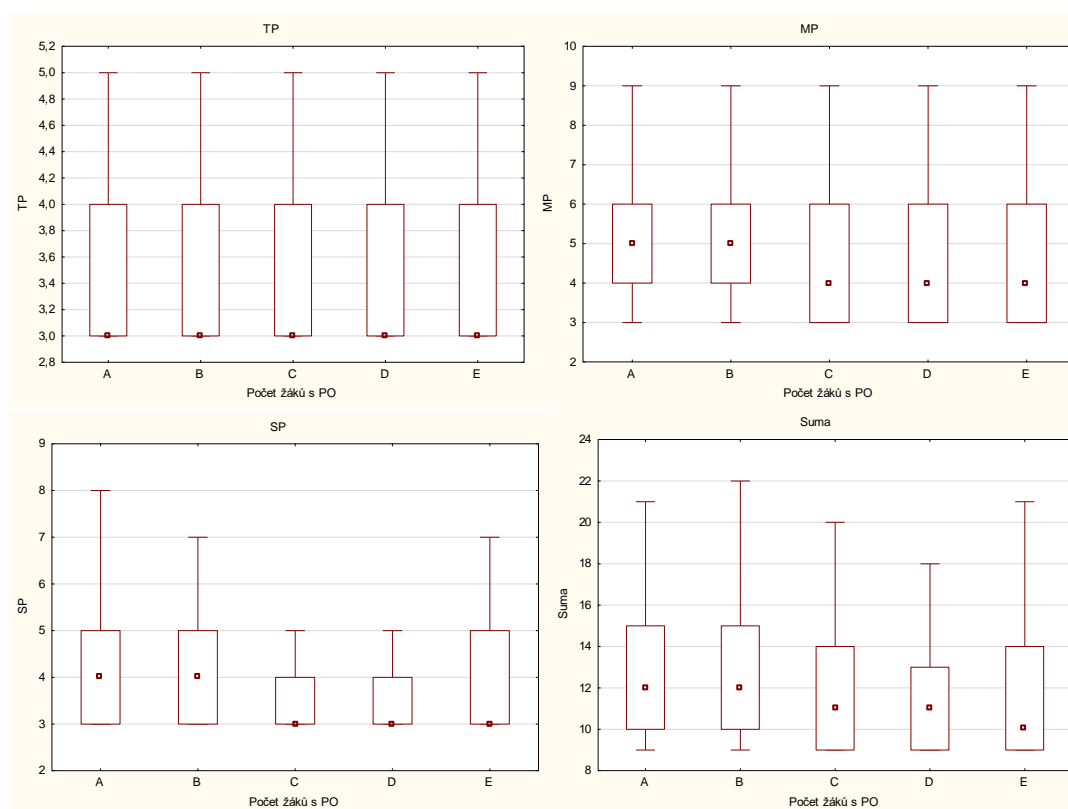 TP
5,2
5,0
4,8
4,6
4,4
4,2
4,0
3,8
3,6
3,4
3,2
3,0
2,8
TP
A B C D E
Počet žáků s PO
MP
10
9
8
7
6
5
4
3
2
MP
A B C D E
Počet žáků s PO
SP
9
8
7
6
5
4
3
2
SP
A B C D E
Počet žáků s PO
Suma
24
22
20
18
16
14
12
10
8
Suma
A B C D E
Počet žáků s PO